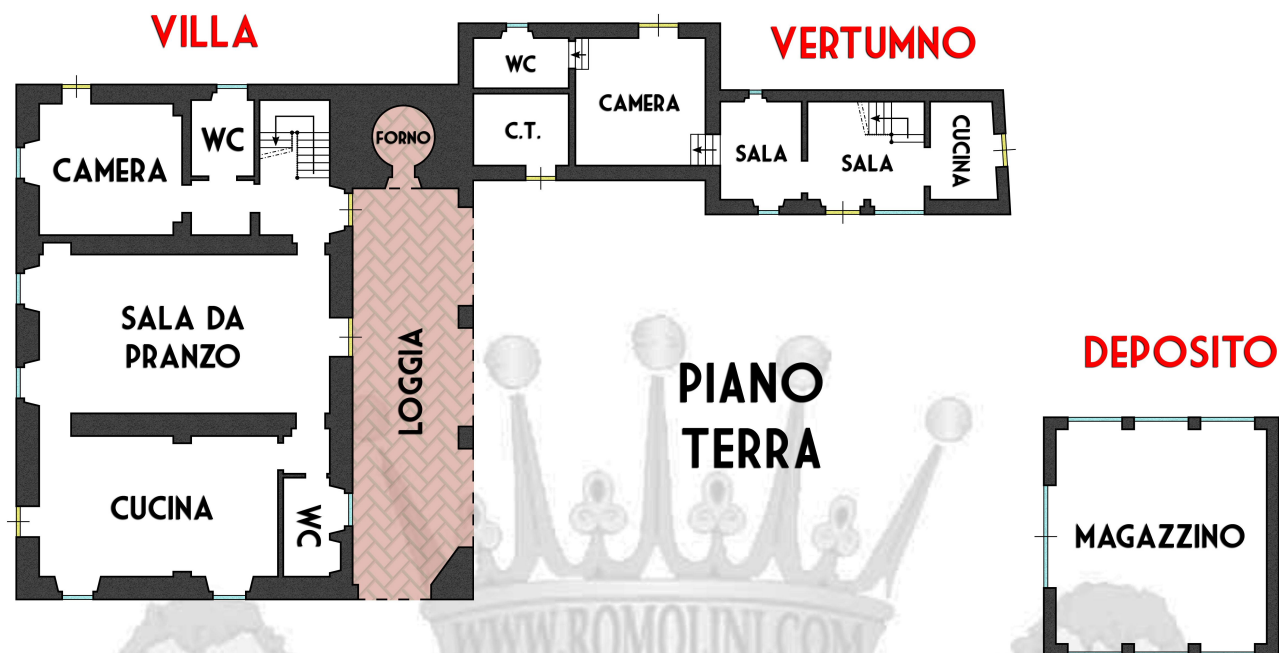 VILLA
VERTUMNO
WC
CAMERA
C.T.
FORNO
WC
CAMERA
SALA
SALA
CUCINA
SALA DA
PRANZO
LOGGIA
PIANO
TERRA
DEPOSITO
CUCINA
WC
MAGAZZINO
WWW.ROMOLINI.COM